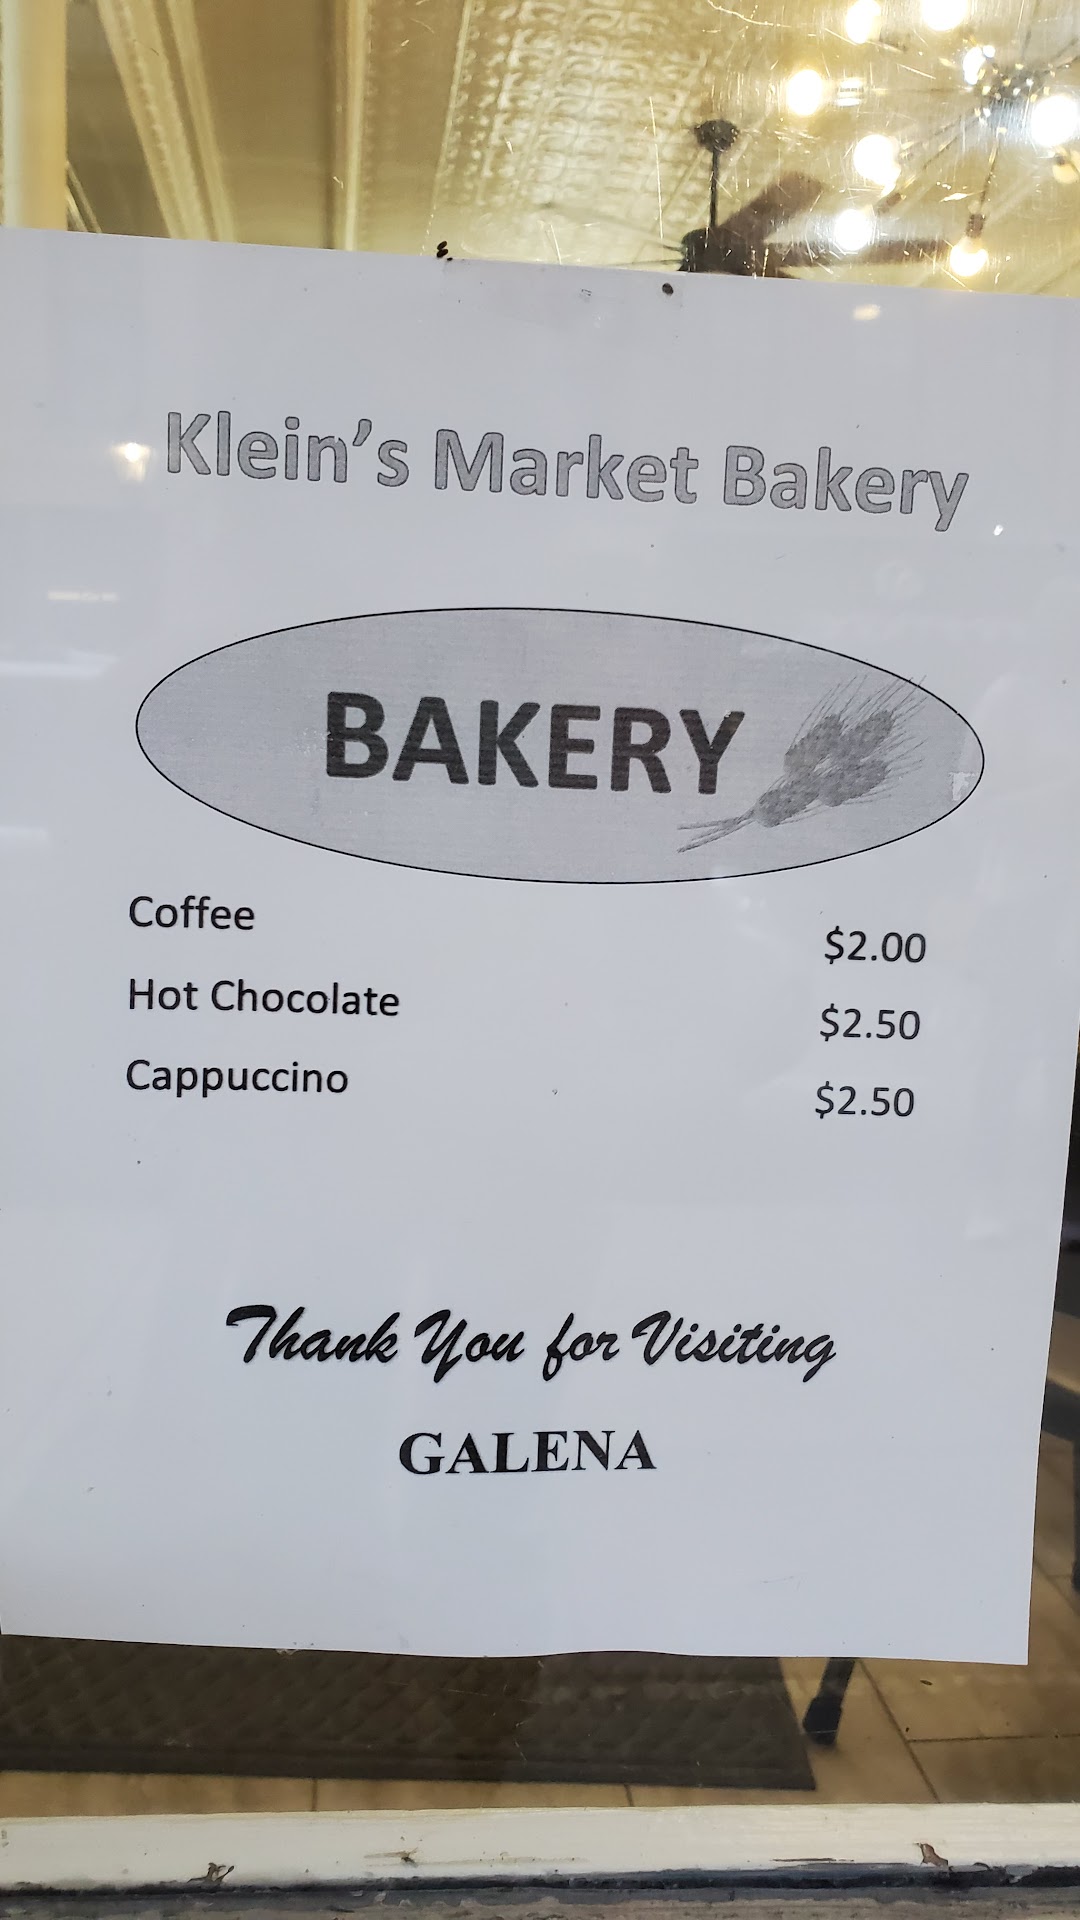 Klein's Market Bakery
BAKERY
Coffee $2.00
Hot Chocolate $2.50
Cappuccino $2.50
Thank You for Visiting
GALENA